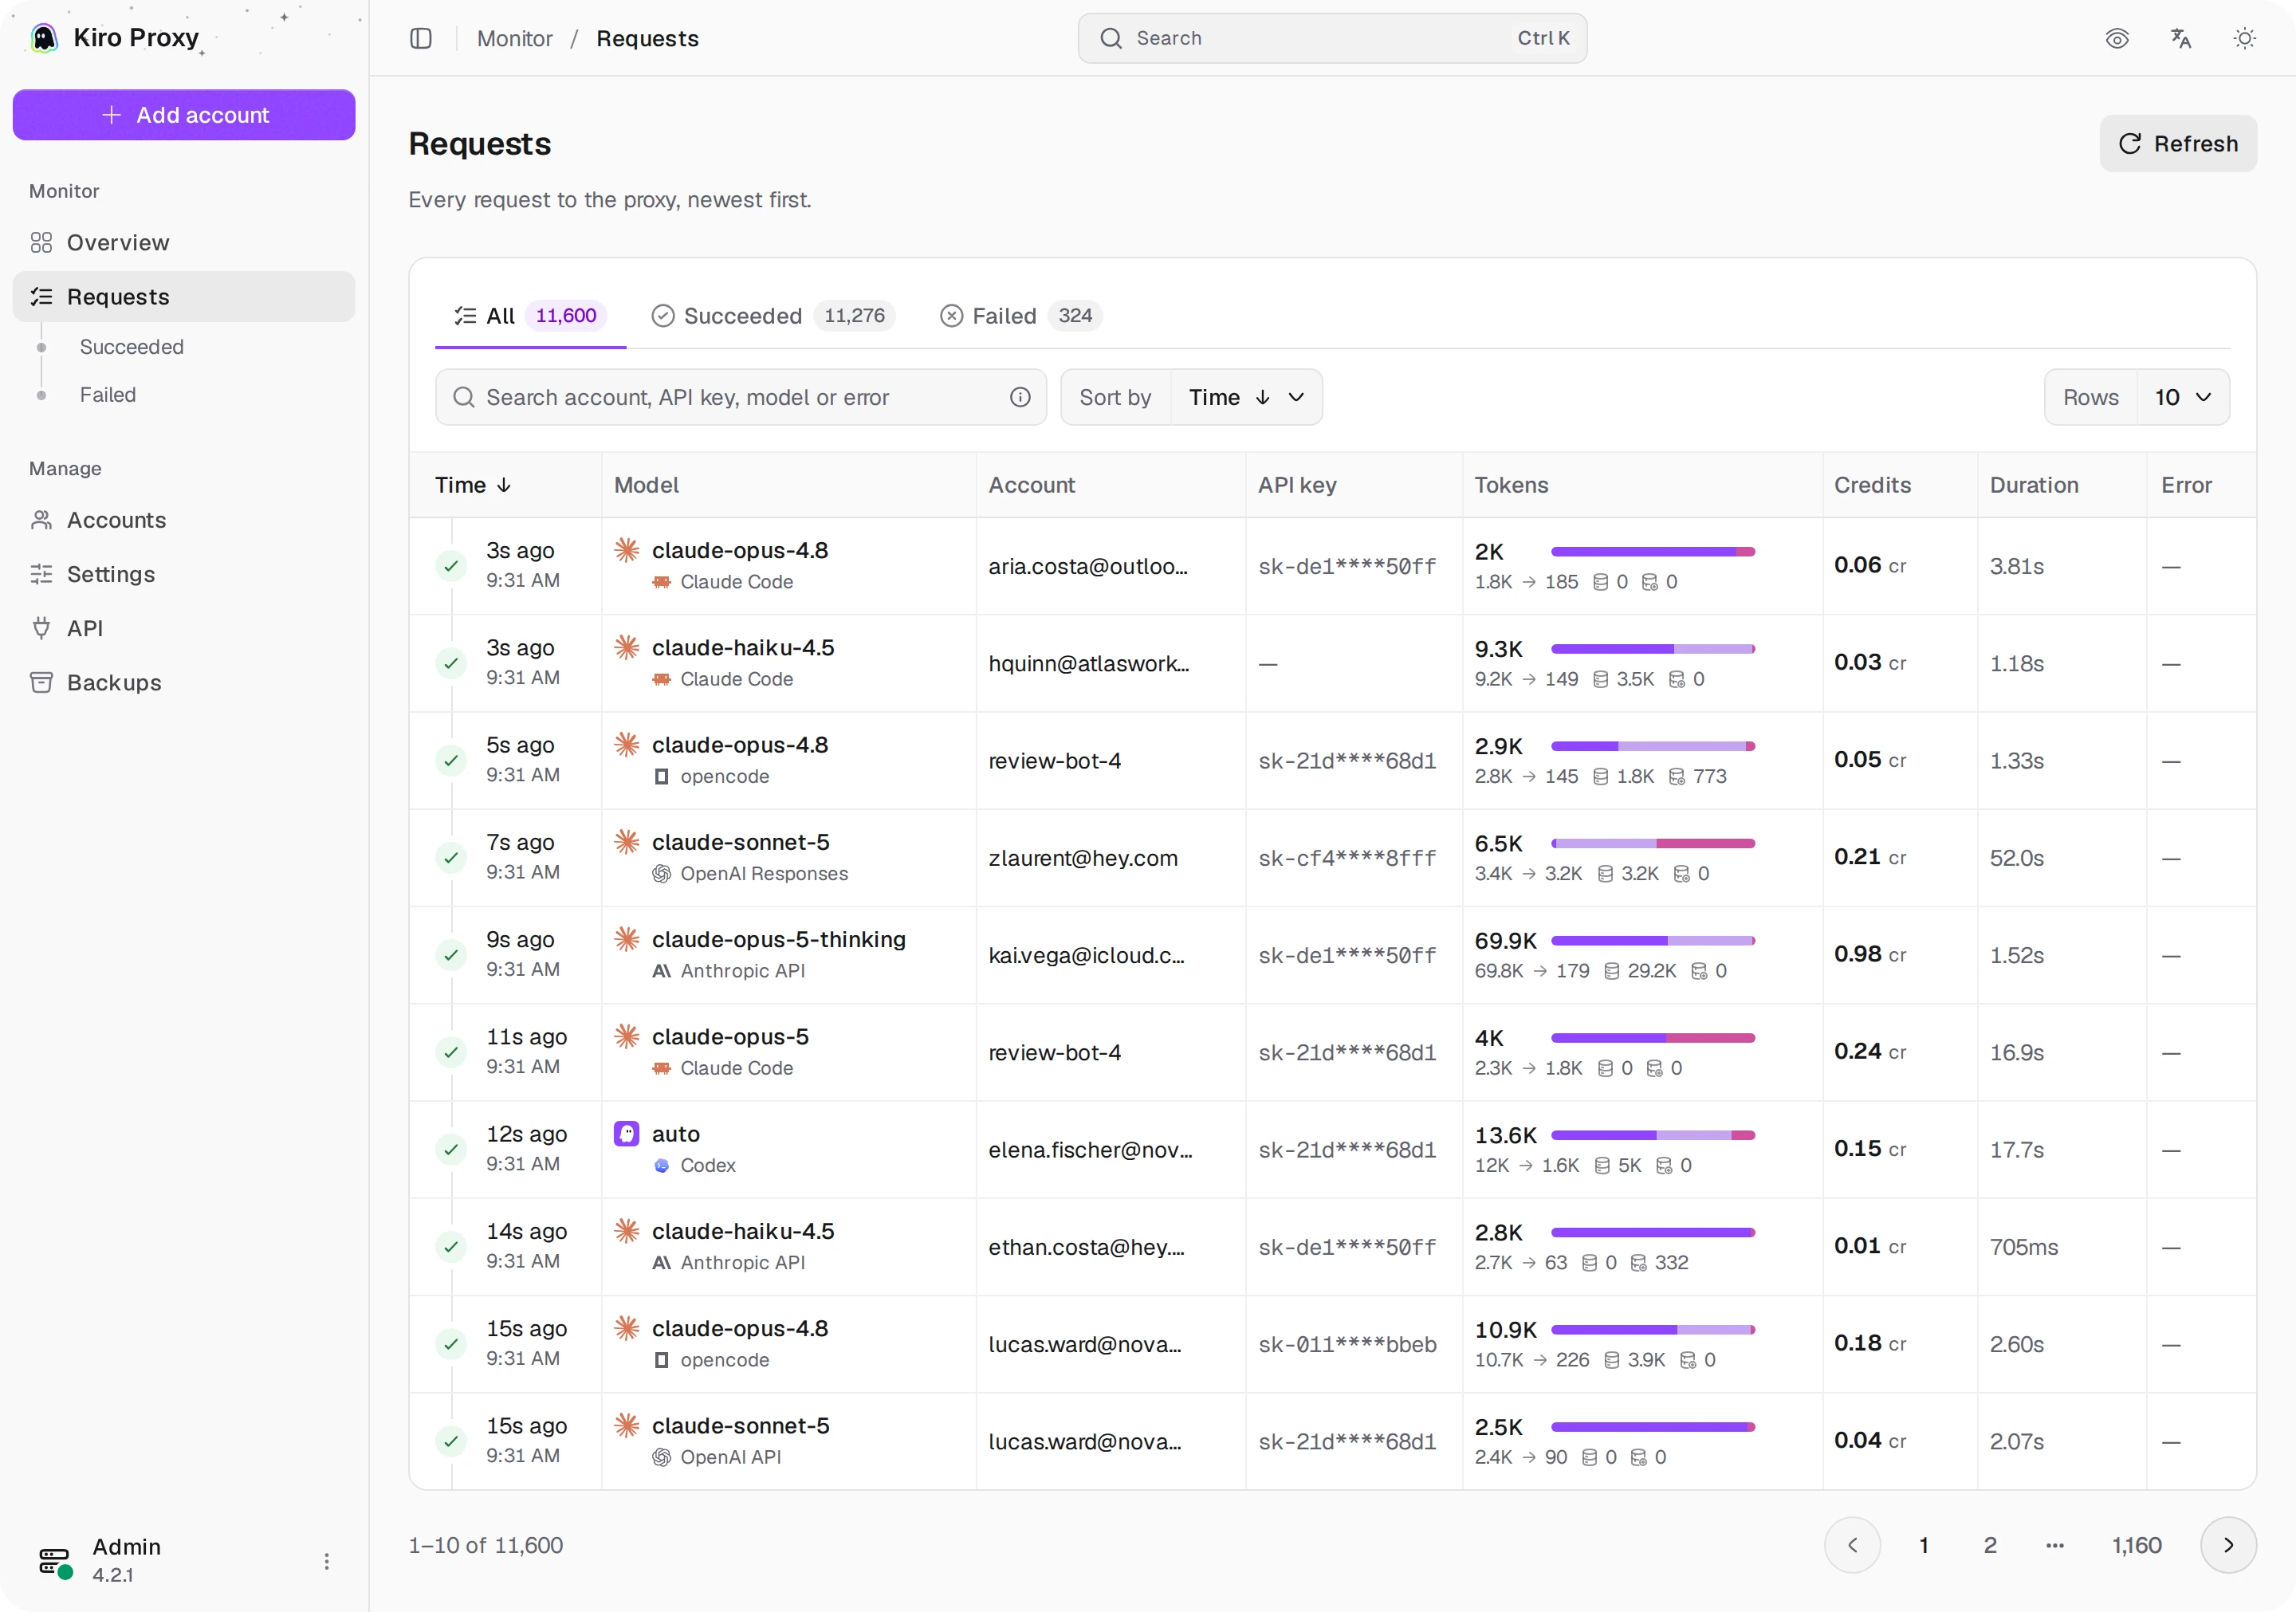 Kiro Proxy
Monitor / Requests
Search Ctrl K
Add account
Monitor
Overview
Requests
Succeeded
Failed
Manage
Accounts
Settings
API
Backups
Admin
4.2.1
Requests
Refresh
Every request to the proxy, newest first.
All 11,600 Succeeded 11,276 Failed 324
Search account, API key, model or error Sort by Time Rows 10
Time Model Account API key Tokens Credits Duration Error
3s ago claude-opus-4.8 aria.costa@outloo... sk-de1****50ff 2K 0.06 cr 3.81s —
9:31 AM Claude Code 1.8K → 185 0 0
3s ago claude-haiku-4.5 hquinn@atlaswork... — 9.3K 0.03 cr 1.18s —
9:31 AM Claude Code 9.2K → 149 3.5K 0
5s ago claude-opus-4.8 review-bot-4 sk-21d****68d1 2.9K 0.05 cr 1.33s —
9:31 AM opencode 2.8K → 145 1.8K 773
7s ago claude-sonnet-5 zlaurent@hey.com sk-cf4****8fff 6.5K 0.21 cr 52.0s —
9:31 AM OpenAI Responses 3.4K → 3.2K 3.2K 0
9s ago claude-opus-5-thinking kai.vega@icloud.c... sk-de1****50ff 69.9K 0.98 cr 1.52s —
9:31 AM Anthropic API 69.8K → 179 29.2K 0
11s ago claude-opus-5 review-bot-4 sk-21d****68d1 4K 0.24 cr 16.9s —
9:31 AM Claude Code 2.3K → 1.8K 0 0
12s ago auto elena.fischer@nov... sk-21d****68d1 13.6K 0.15 cr 17.7s —
9:31 AM Codex 12K → 1.6K 5K 0
14s ago claude-haiku-4.5 ethan.costa@hey.... sk-de1****50ff 2.8K 0.01 cr 705ms —
9:31 AM Anthropic API 2.7K → 63 0 332
15s ago claude-opus-4.8 lucas.ward@nova... sk-011****bbeb 10.9K 0.18 cr 2.60s —
9:31 AM opencode 10.7K → 226 3.9K 0
15s ago claude-sonnet-5 lucas.ward@nova... sk-21d****68d1 2.5K 0.04 cr 2.07s —
9:31 AM OpenAI API 2.4K → 90 0 0
1–10 of 11,600 1 2 ... 1,160